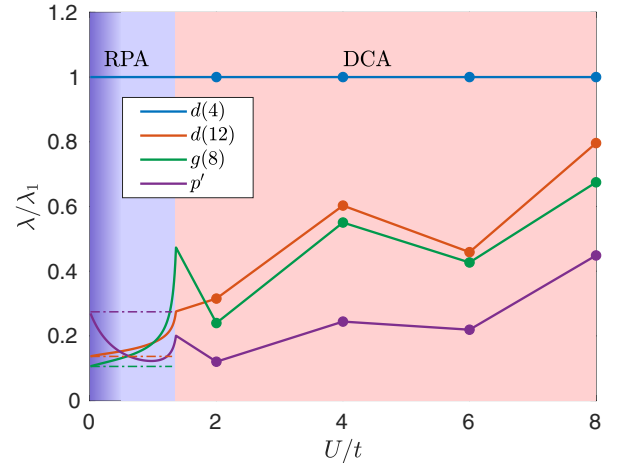 1.2
1
0.8
0.6
0.4
0.2
0
RPA
DCA
d(4)
d(12)
g(8)
p′
λ/λ₁
0 2 4 6 8
U/t